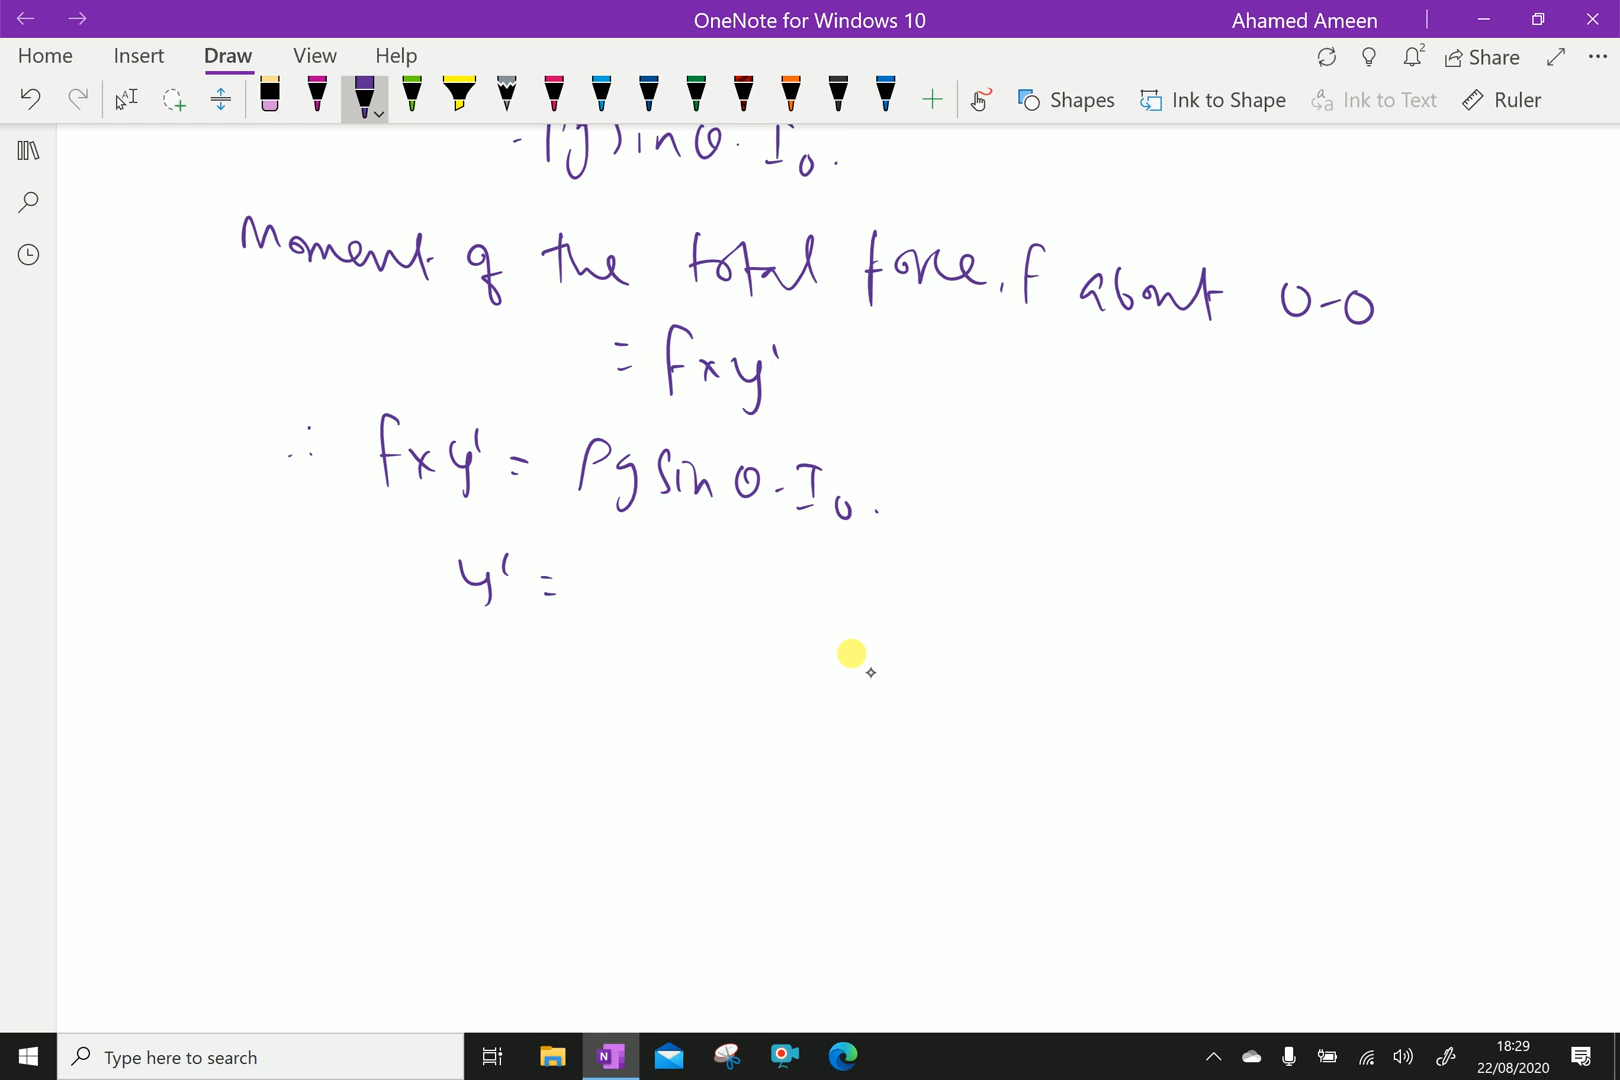 OneNote for Windows 10
Ahamed Ameen
Home Insert Draw View Help
2 Share
Shapes Ink to Shape Ink to Text Ruler
= ρg sin θ. I₀.
Moment of the total force, F about O-O
= F × y'
∴ F × y' = ρg sin θ . I₀.
y' =
Type here to search
18:29
22/08/2020